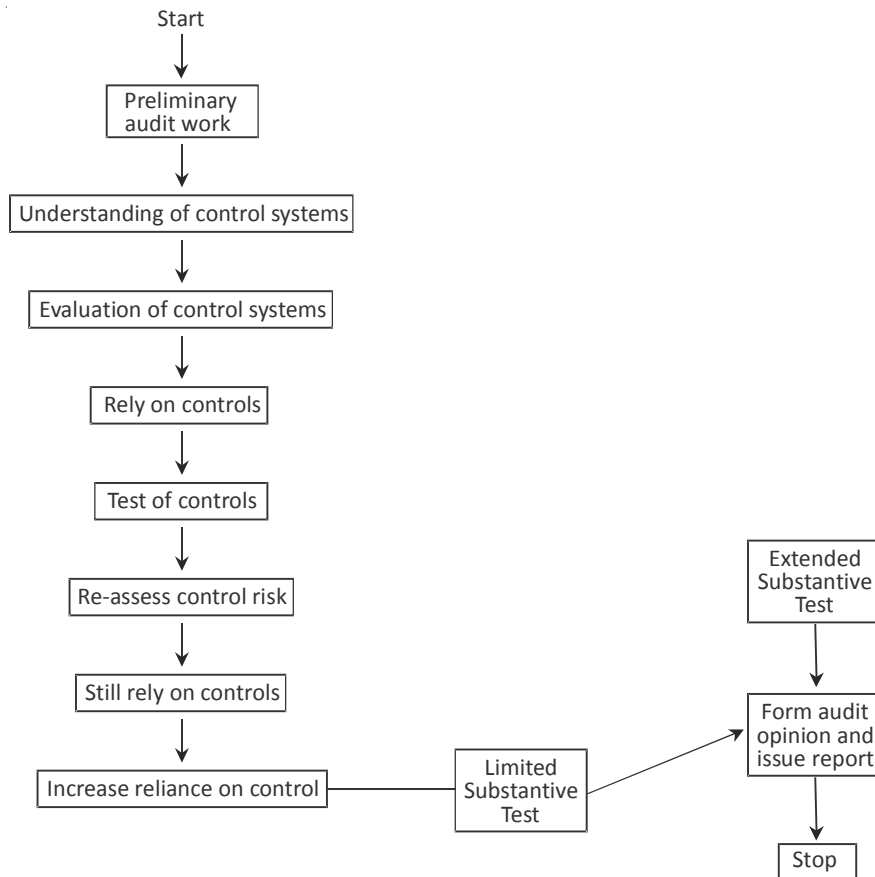 Start
Preliminary
audit work
Understanding of control systems
Evaluation of control systems
Rely on controls
Test of controls
Re-assess control risk
Still rely on controls
Increase reliance on control
Limited
Substantive
Test
Extended
Substantive
Test
Form audit
opinion and
issue report
Stop